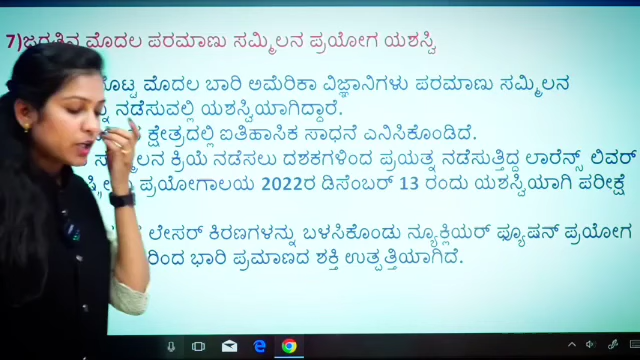 7)ಜಗತ್ತಿನ ಮೊದಲ ಪರಮಾಣು ಸಮ್ಮಿಲನ ಪ್ರಯೋಗ ಯಶಸ್ವಿ
ಮೊದಲ ಬಾರಿ ಅಮೆರಿಕಾ ವಿಜ್ಞಾನಿಗಳು ಪರಮಾಣು ಸಮ್ಮಿಲನ
ನಡೆಸುವಲ್ಲಿ ಯಶಸ್ವಿಯಾಗಿದ್ದಾರೆ.
ಕ್ಷೇತ್ರದಲ್ಲಿ ಐತಿಹಾಸಿಕ ಸಾಧನೆ ಎನಿಸಿಕೊಂಡಿದೆ.
ಕ್ರಿಯೆ ನಡೆಸಲು ದಶಕಗಳಿಂದ ಪ್ರಯತ್ನ ನಡೆಸುತ್ತಿದ್ದ ಲಾರೆನ್ಸ್ ಲಿವರ್
ಪ್ರಯೋಗಾಲಯ 2022ರ ಡಿಸೆಂಬರ್ 13 ರಂದು ಯಶಸ್ವಿಯಾಗಿ ಪರೀಕ್ಷೆ
ಲೇಸರ್ ಕಿರಣಗಳನ್ನು ಬಳಸಿಕೊಂಡು ನ್ಯೂಕ್ಲಿಯರ್ ಫ್ಯೂಷನ್ ಪ್ರಯೋಗ
ಭಾರಿ ಪ್ರಮಾಣದ ಶಕ್ತಿ ಉತ್ಪತ್ತಿಯಾಗಿದೆ.